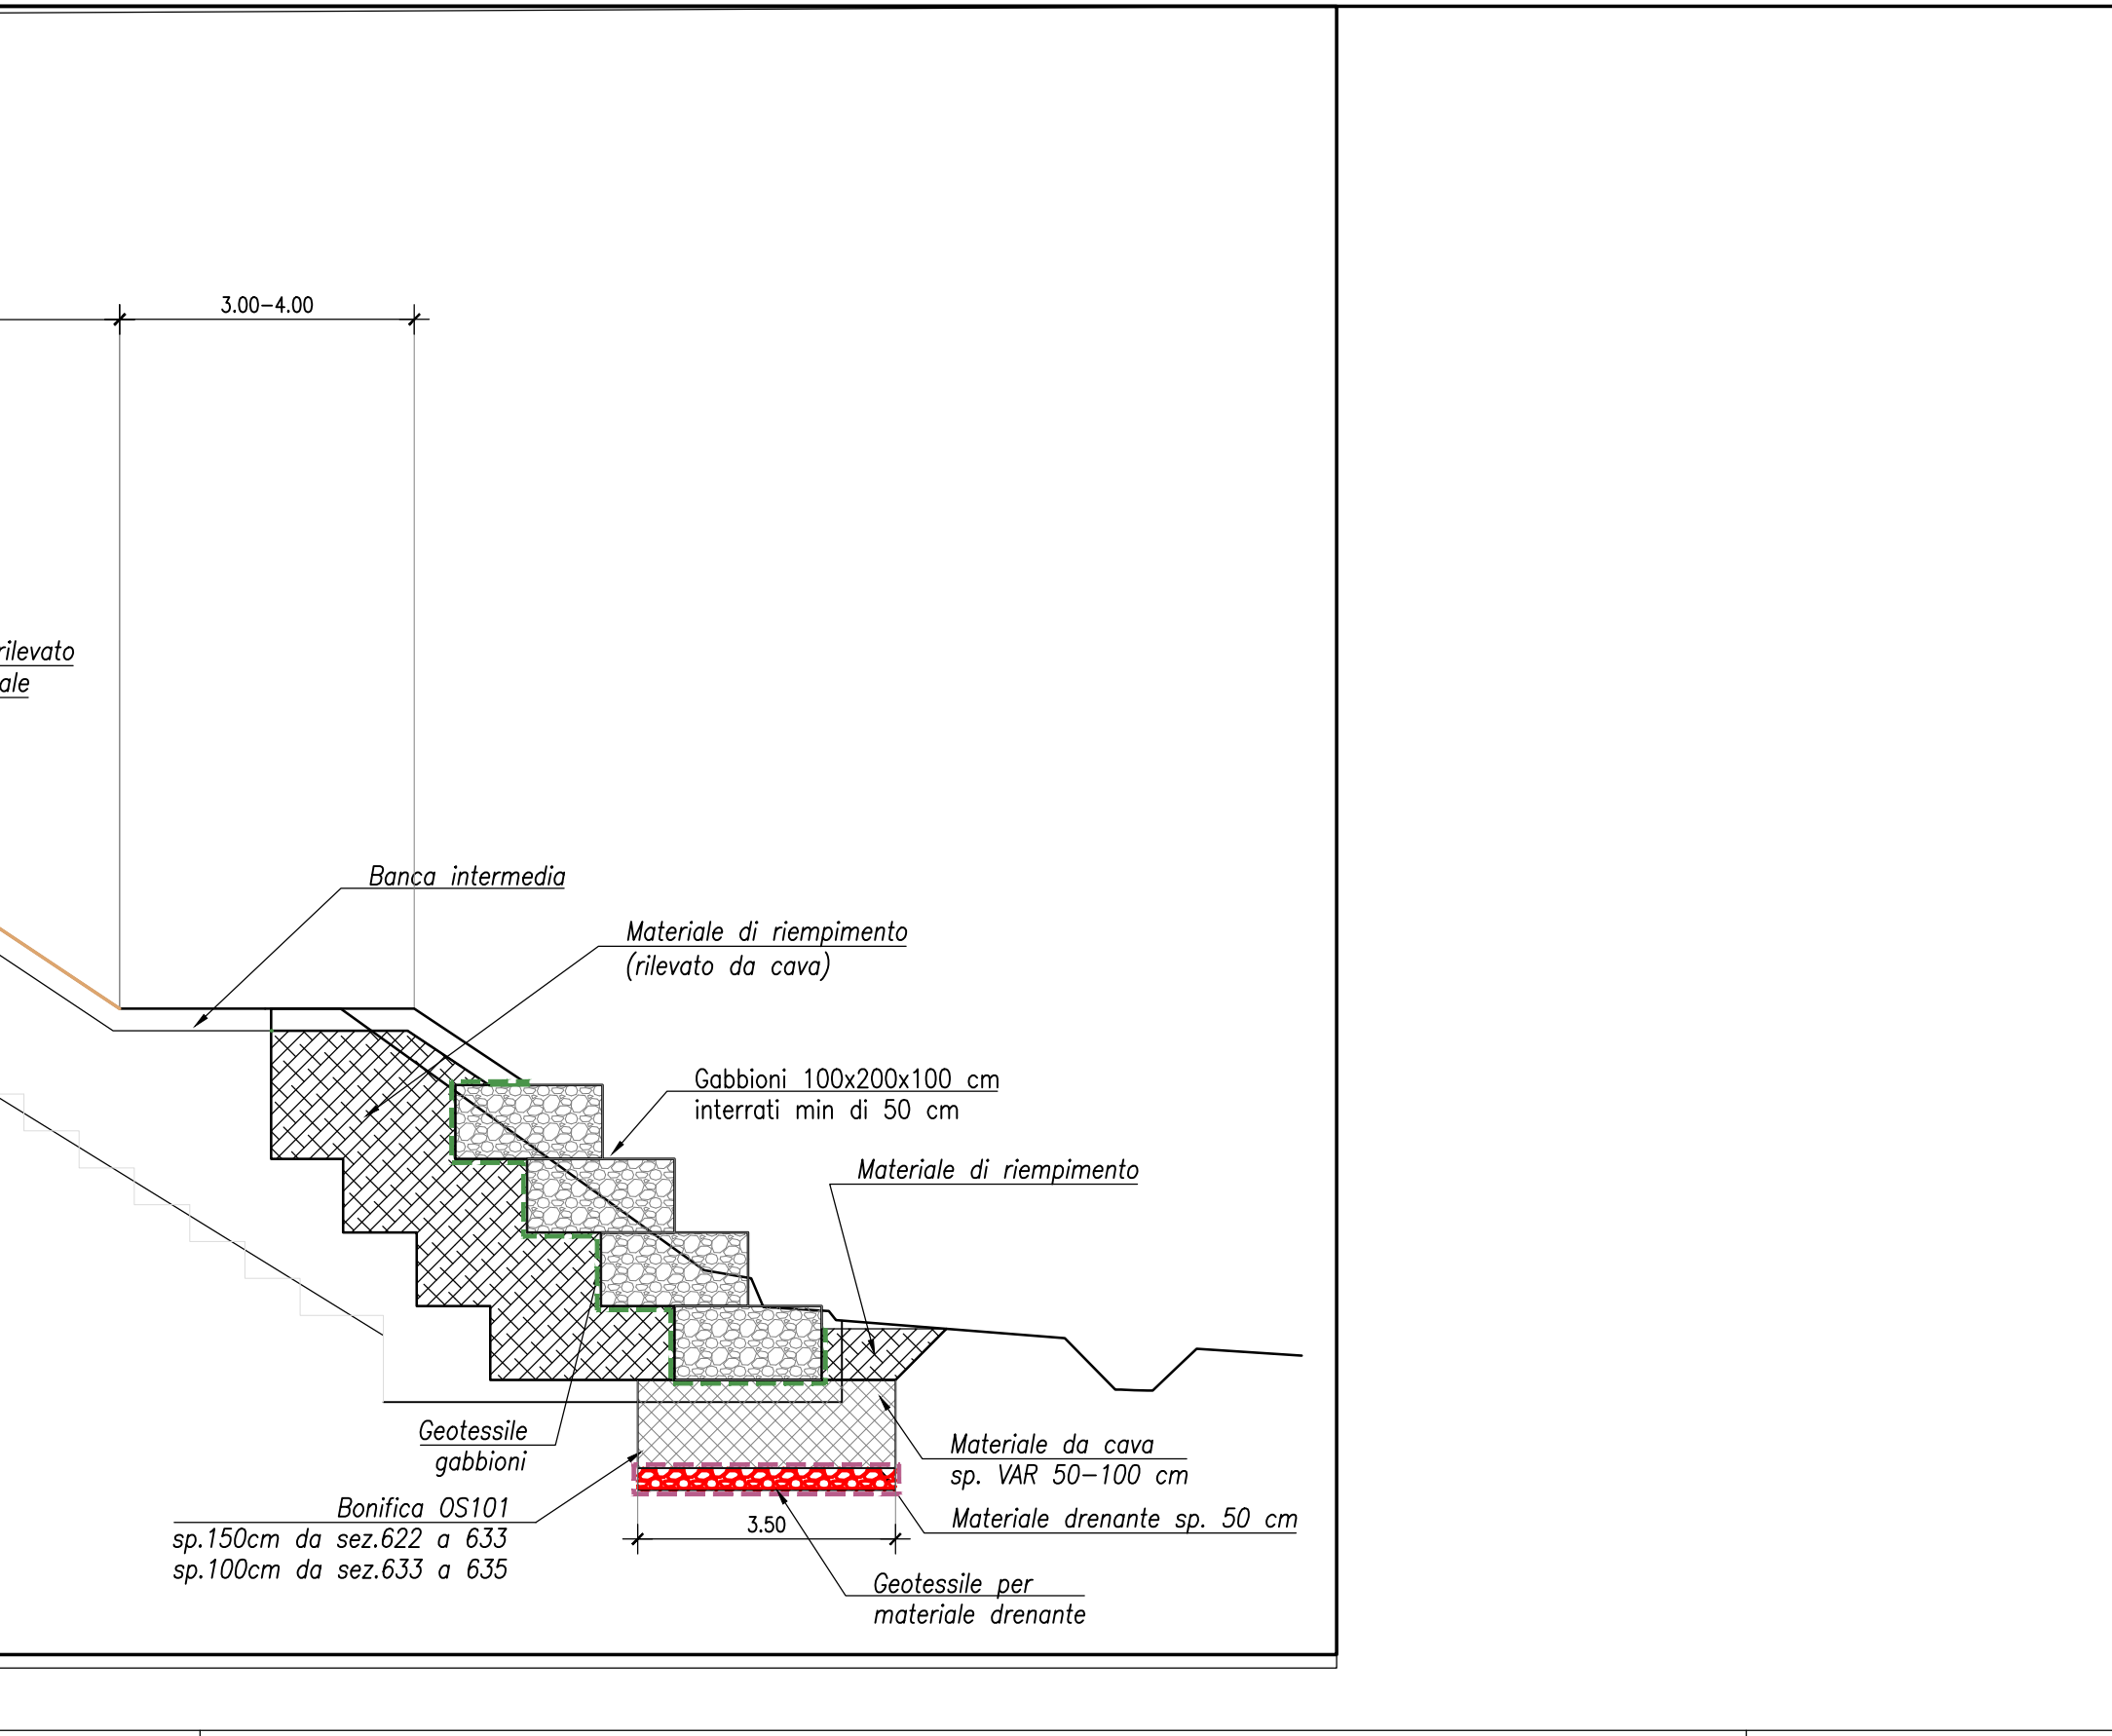 3.00-4.00
rilevato
ale
Banca intermedia
Materiale di riempimento
(rilevato da cava)
Gabbioni 100x200x100 cm
interrati min di 50 cm
Materiale di riempimento
Geotessile
gabbioni
Materiale da cava
sp. VAR 50-100 cm
Bonifica OS101
sp.150cm da sez.622 a 633
sp.100cm da sez.633 a 635
3.50
Materiale drenante sp. 50 cm
Geotessile per
materiale drenante